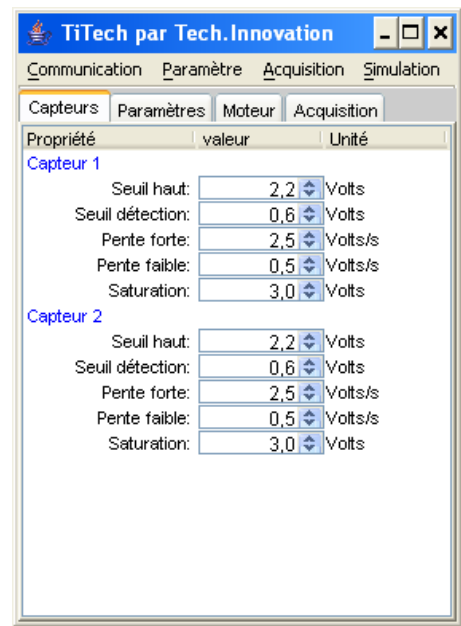 TiTech par Tech.Innovation
Communication Paramètre Acquisition Simulation
Capteurs Paramètres Moteur Acquisition
Propriété valeur Unité
Capteur 1
Seuil haut: 2,2 Volts
Seuil détection: 0,6 Volts
Pente forte: 2,5 Volts/s
Pente faible: 0,5 Volts/s
Saturation: 3,0 Volts
Capteur 2
Seuil haut: 2,2 Volts
Seuil détection: 0,6 Volts
Pente forte: 2,5 Volts/s
Pente faible: 0,5 Volts/s
Saturation: 3,0 Volts